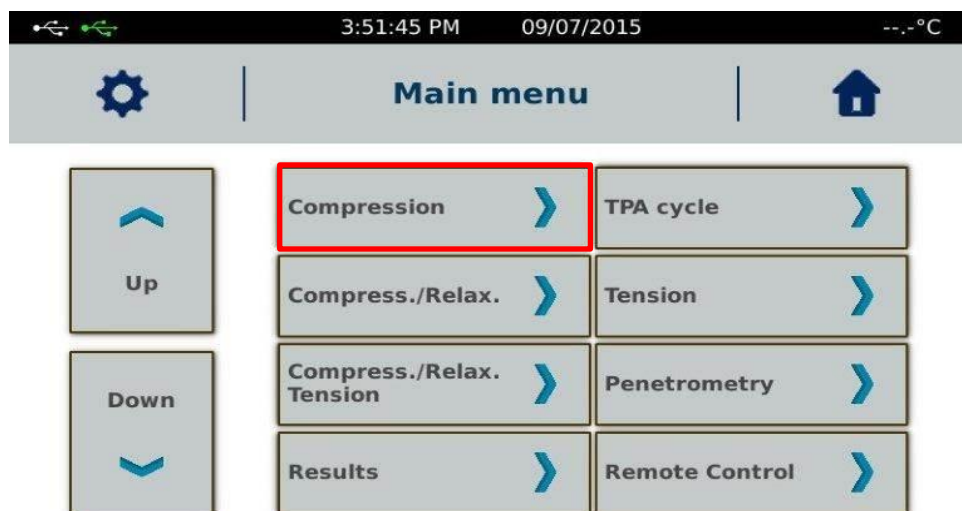 3:51:45 PM 09/07/2015 --.-°C
Main menu
Up
Down
Compression
TPA cycle
Compress./Relax.
Tension
Compress./Relax.
Tension
Penetrometry
Results
Remote Control